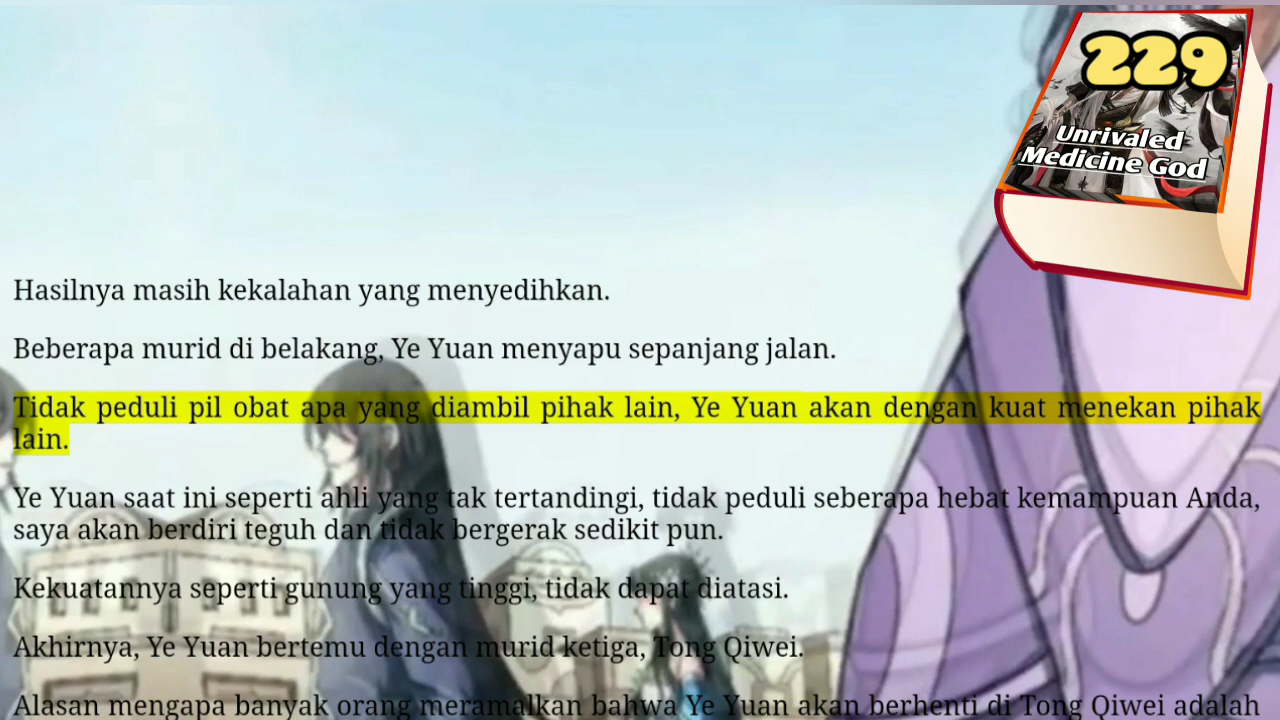 229
Unrivaled
Medicine God
Hasilnya masih kekalahan yang menyedihkan.
Beberapa murid di belakang, Ye Yuan menyapu sepanjang jalan.
Tidak peduli pil obat apa yang diambil pihak lain, Ye Yuan akan dengan kuat menekan pihak
lain.
Ye Yuan saat ini seperti ahli yang tak tertandingi, tidak peduli seberapa hebat kemampuan Anda,
saya akan berdiri teguh dan tidak bergerak sedikit pun.
Kekuatannya seperti gunung yang tinggi, tidak dapat diatasi.
Akhirnya, Ye Yuan bertemu dengan murid ketiga, Tong Qiwei.
Alasan mengapa banyak orang meramalkan bahwa Ye Yuan akan berhenti di Tong Qiwei adalah